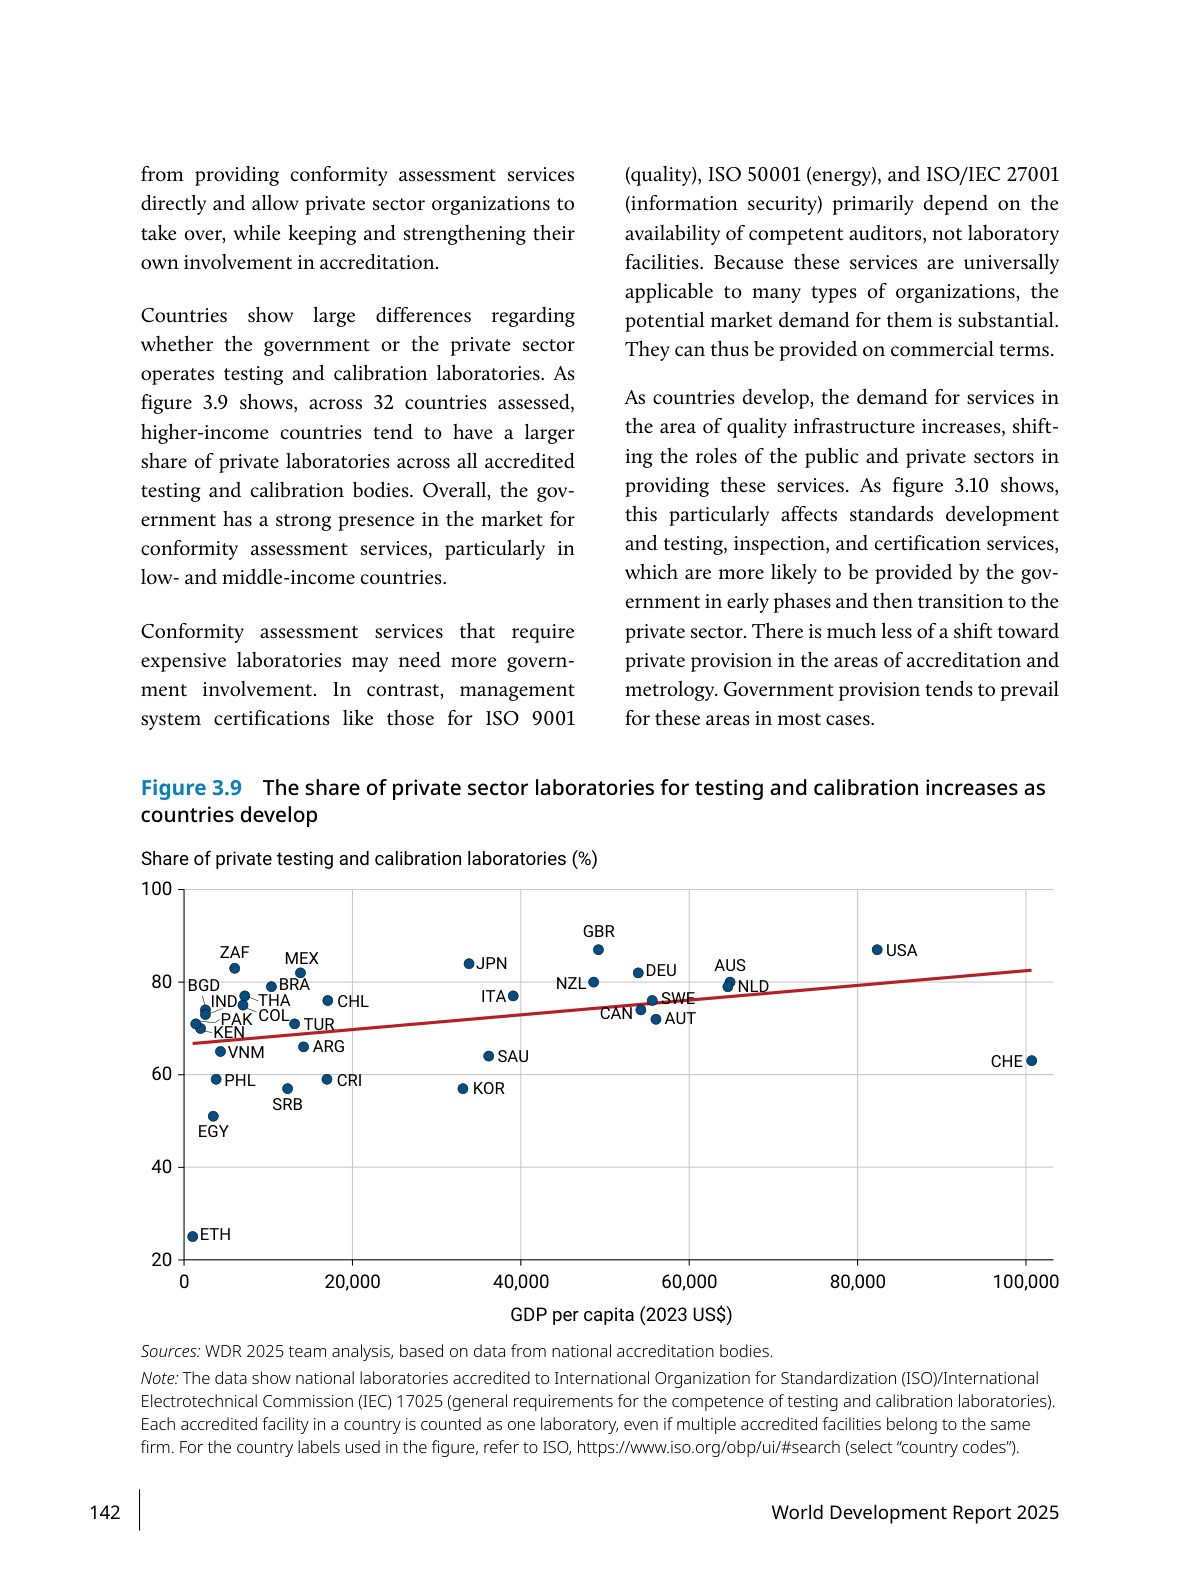 from providing conformity assessment services
directly and allow private sector organizations to
take over, while keeping and strengthening their
own involvement in accreditation.
Countries show large differences regarding
whether the government or the private sector
operates testing and calibration laboratories. As
figure 3.9 shows, across 32 countries assessed,
higher-income countries tend to have a larger
share of private laboratories across all accredited
testing and calibration bodies. Overall, the gov-
ernment has a strong presence in the market for
conformity assessment services, particularly in
low- and middle-income countries.
Conformity assessment services that require
expensive laboratories may need more govern-
ment involvement. In contrast, management
system certifications like those for ISO 9001
(quality), ISO 50001 (energy), and ISO/IEC 27001
(information security) primarily depend on the
availability of competent auditors, not laboratory
facilities. Because these services are universally
applicable to many types of organizations, the
potential market demand for them is substantial.
They can thus be provided on commercial terms.
As countries develop, the demand for services in
the area of quality infrastructure increases, shift-
ing the roles of the public and private sectors in
providing these services. As figure 3.10 shows,
this particularly affects standards development
and testing, inspection, and certification services,
which are more likely to be provided by the gov-
ernment in early phases and then transition to the
private sector. There is much less of a shift toward
private provision in the areas of accreditation and
metrology. Government provision tends to prevail
for these areas in most cases.
Figure 3.9 The share of private sector laboratories for testing and calibration increases as
countries develop
Share of private testing and calibration laboratories (%)
100
80
60
40
20
GBR
ZAF
MEX
JPN
DEU
AUS
USA
BGD
BRA
NZL
NLD
IND
THA
CHL
ITA
SWE
PAK
COL
CAN
AUT
KEN
TUR
VNM
ARG
SAU
CHE
PHL
CRI
KOR
SRB
EGY
ETH
0
20,000
40,000
60,000
80,000
100,000
GDP per capita (2023 US$)
Sources: WDR 2025 team analysis, based on data from national accreditation bodies.
Note: The data show national laboratories accredited to International Organization for Standardization (ISO)/International
Electrotechnical Commission (IEC) 17025 (general requirements for the competence of testing and calibration laboratories).
Each accredited facility in a country is counted as one laboratory, even if multiple accredited facilities belong to the same
firm. For the country labels used in the figure, refer to ISO, https://www.iso.org/obp/ui/#search (select “country codes”).
142
World Development Report 2025